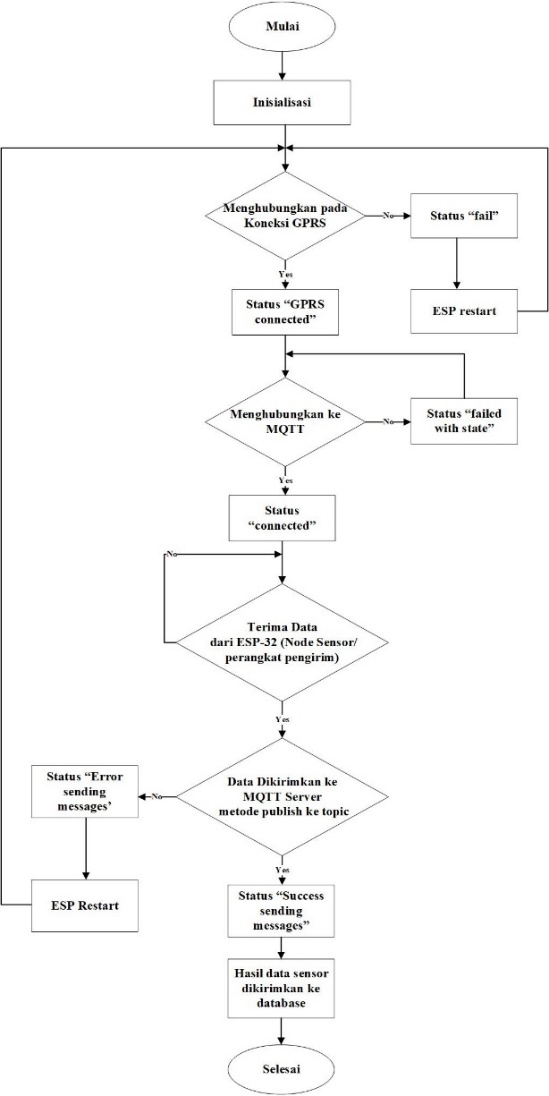 Mulai
Inisialisasi
Menghubungkan pada
Koneksi GPRS
No
Status “fail”
ESP restart
Yes
Status “GPRS
connected”
Menghubungkan ke
MQTT
No
Status “failed
with state”
Yes
Status
“connected”
No
Terima Data
dari ESP-32 (Node Sensor/
perangkat pengirim)
Yes
Data Dikirimkan ke
MQTT Server
metode publish ke topic
No
Status “Error
sending
messages’
ESP Restart
Yes
Status “Success
sending
messages”
Hasil data sensor
dikirimkan ke
database
Selesai